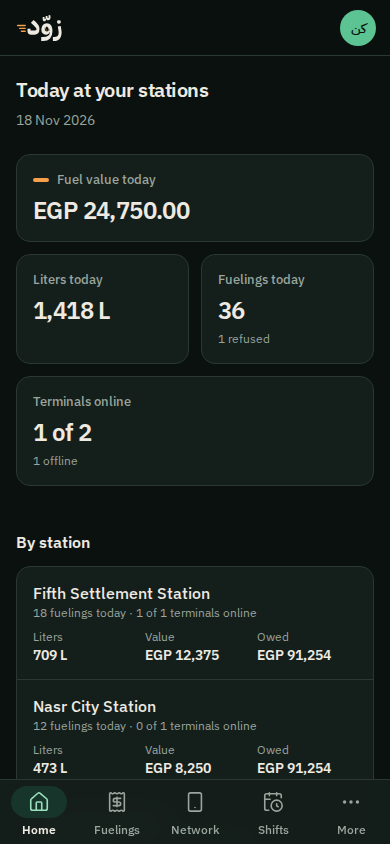 زوّد
كن
Today at your stations
18 Nov 2026
Fuel value today
EGP 24,750.00
Liters today
1,418 L
Fuelings today
36
1 refused
Terminals online
1 of 2
1 offline
By station
Fifth Settlement Station
18 fuelings today · 1 of 1 terminals online
Liters Value Owed
709 L EGP 12,375 EGP 91,254
Nasr City Station
12 fuelings today · 0 of 1 terminals online
Liters Value Owed
473 L EGP 8,250 EGP 91,254
Home Fuelings Network Shifts More